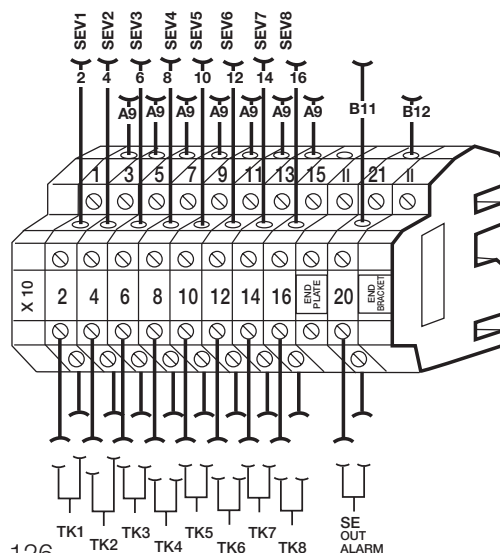 SEV1 SEV2 SEV3 SEV4 SEV5 SEV6 SEV7 SEV8
2 4 6 8 10 12 14 16
A9 A9 A9 A9 A9 A9 A9 A9 B11 B12
1 3 5 7 9 11 13 15 II 21 II
X 10 2 4 6 8 10 12 14 16 END PLATE 20 END BRACKET
TK1 TK2 TK3 TK4 TK5 TK6 TK7 TK8
SE
OUT
ALARM
126